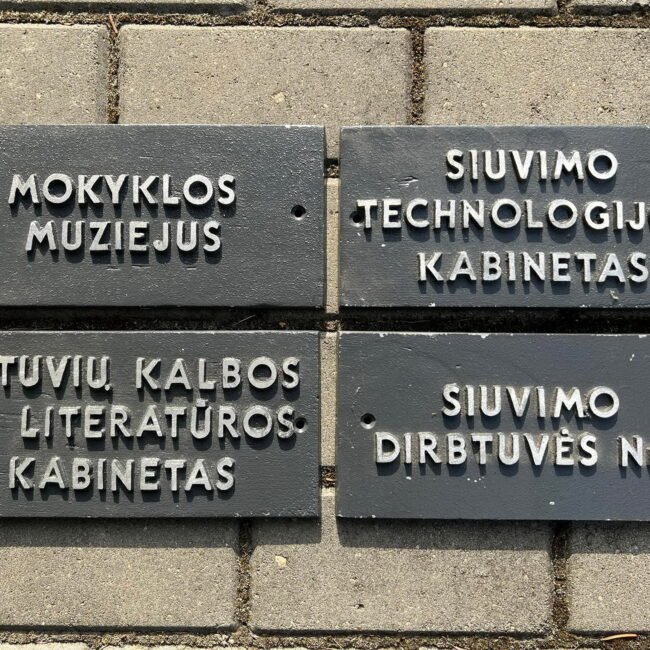 MOKYKLOS
MUZIEJUS
SIUVIMO
TECHNOLOGIJ
KABINETAS
TUVIŲ KALBOS
LITERATŪROS
KABINETAS
SIUVIMO
DIRBTUVĖS N